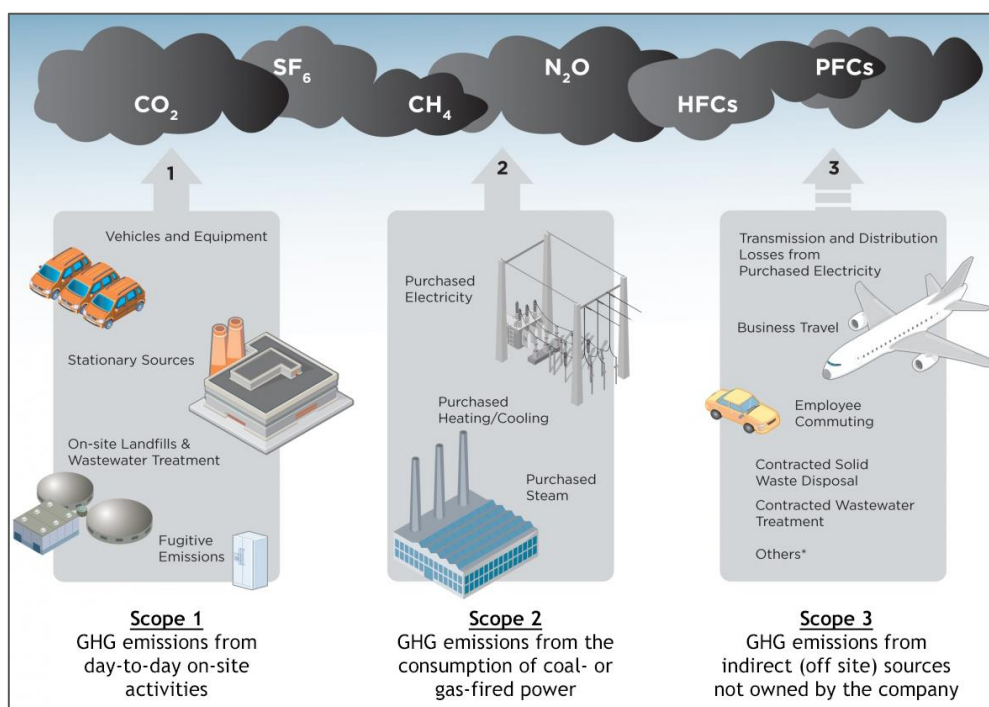 SF6
N2O
PFCs
CO2
CH4
HFCs
1
2
3
Vehicles and Equipment
Stationary Sources
On-site Landfills &
Wastewater Treatment
Fugitive
Emissions
Purchased
Electricity
Purchased
Heating/Cooling
Purchased
Steam
Transmission and Distribution
Losses from
Purchased Electricity
Business Travel
Employee
Commuting
Contracted Solid
Waste Disposal
Contracted Wastewater
Treatment
Others*
Scope 1
GHG emissions from
day-to-day on-site
activities
Scope 2
GHG emissions from the
consumption of coal- or
gas-fired power
Scope 3
GHG emissions from
indirect (off site) sources
not owned by the company